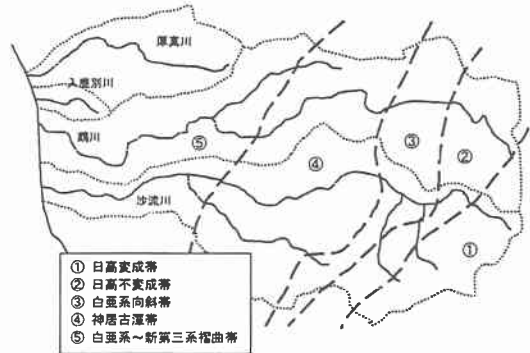 厚真川
入鹿別川
鵡川
沙流川
⑤
④
③
②
①
① 日高変成帯
② 日高不変成帯
③ 白亜系向斜帯
④ 神居古潭帯
⑤ 白亜系～新第三系褶曲帯